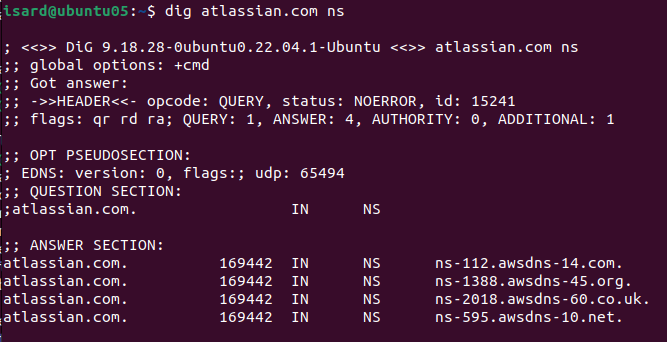 isard@ubuntu05:~$ dig atlassian.com ns
; <<>> DiG 9.18.28-0ubuntu0.22.04.1-Ubuntu <<>> atlassian.com ns
;; global options: +cmd
;; Got answer:
;; ->>HEADER<<- opcode: QUERY, status: NOERROR, id: 15241
;; flags: qr rd ra; QUERY: 1, ANSWER: 4, AUTHORITY: 0, ADDITIONAL: 1
;; OPT PSEUDOSECTION:
; EDNS: version: 0, flags:; udp: 65494
;; QUESTION SECTION:
;atlassian.com. IN NS
;; ANSWER SECTION:
atlassian.com. 169442 IN NS ns-112.awsdns-14.com.
atlassian.com. 169442 IN NS ns-1388.awsdns-45.org.
atlassian.com. 169442 IN NS ns-2018.awsdns-60.co.uk.
atlassian.com. 169442 IN NS ns-595.awsdns-10.net.